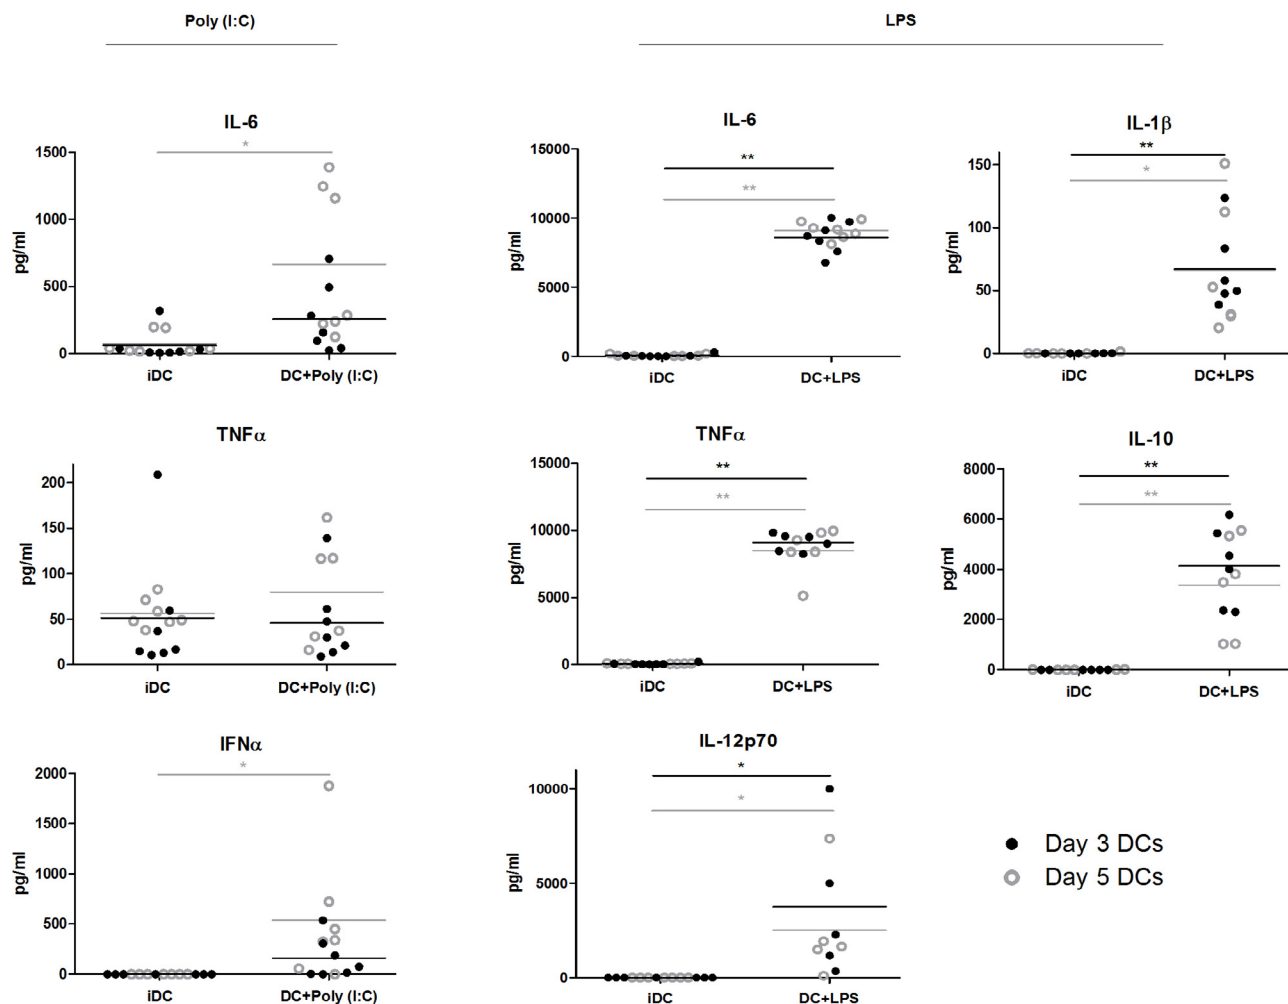 Poly (I:C)
LPS
IL-6
*
1500
1000
500
0
pg/ml
iDC
DC+Poly (I:C)
IL-6
**
**
15000
10000
5000
0
pg/ml
iDC
DC+LPS
IL-1β
**
*
150
100
50
0
pg/ml
iDC
DC+LPS
TNFα
200
150
100
50
0
pg/ml
iDC
DC+Poly (I:C)
TNFα
**
**
15000
10000
5000
0
pg/ml
iDC
DC+LPS
IL-10
**
**
8000
6000
4000
2000
0
pg/ml
iDC
DC+LPS
IFNα
*
2000
1500
1000
500
0
pg/ml
iDC
DC+Poly (I:C)
IL-12p70
*
*
10000
5000
0
pg/ml
iDC
DC+LPS
Day 3 DCs
Day 5 DCs